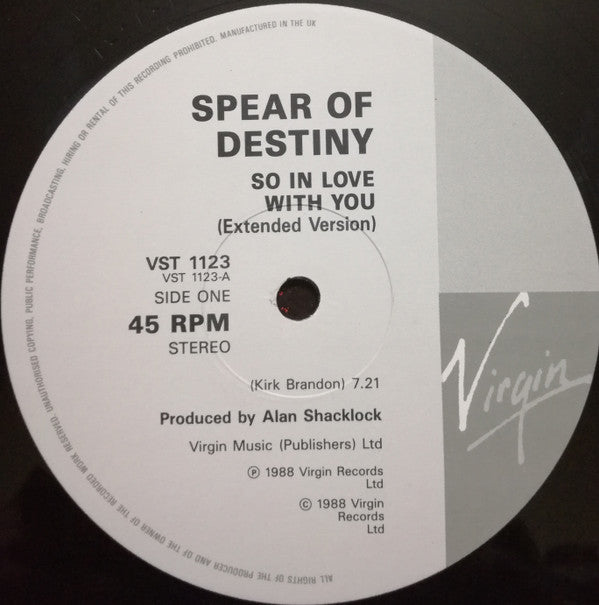 ALL RIGHTS OF THE PRODUCER AND OF THE OWNER OF THE RECORDED WORK RESERVED. UNAUTHORISED COPYING, PUBLIC PERFORMANCE, BROADCASTING, HIRING OR RENTAL OF THIS RECORDING PROHIBITED. MANUFACTURED IN THE UK
SPEAR OF
DESTINY
SO IN LOVE
WITH YOU
(Extended Version)
VST 1123
VST 1123-A
SIDE ONE
45 RPM
STEREO
Virgin
(Kirk Brandon) 7.21
Produced by Alan Shacklock
Virgin Music (Publishers) Ltd
℗ 1988 Virgin Records
Ltd
© 1988 Virgin
Records
Ltd